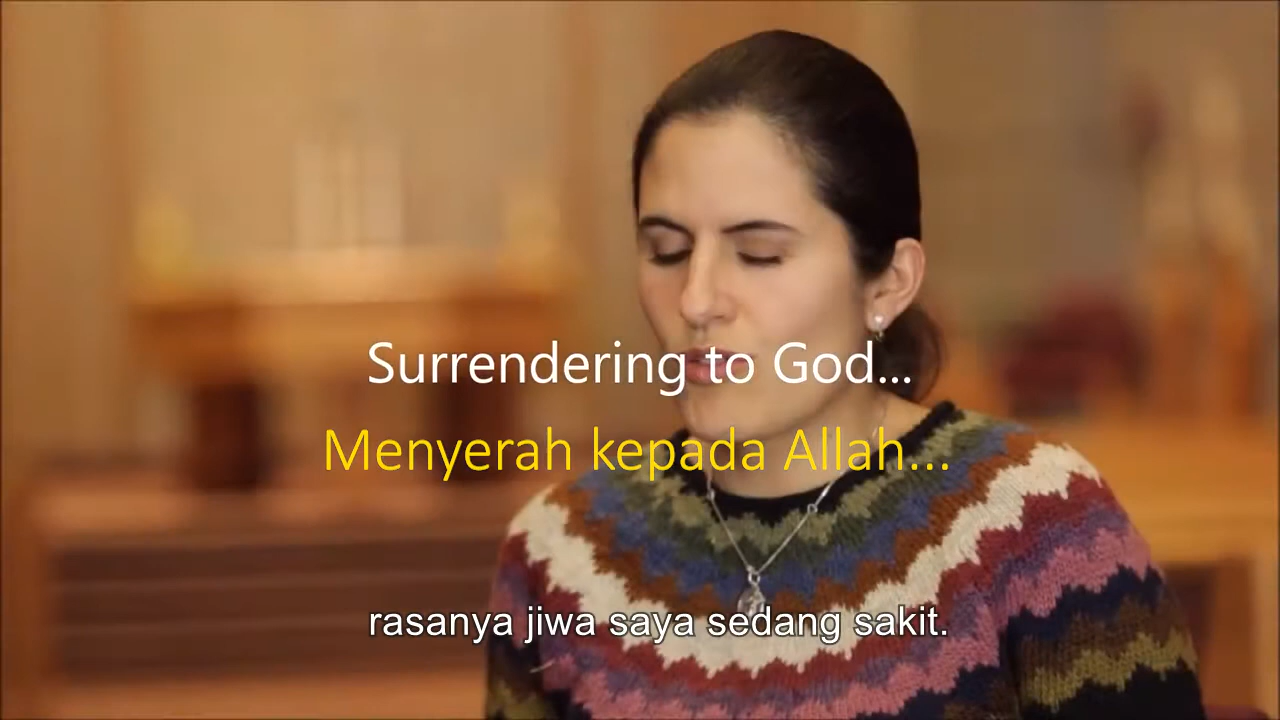 Surrendering to God...
Menyerah kepada Allah...
rasanya jiwa saya sedang sakit.